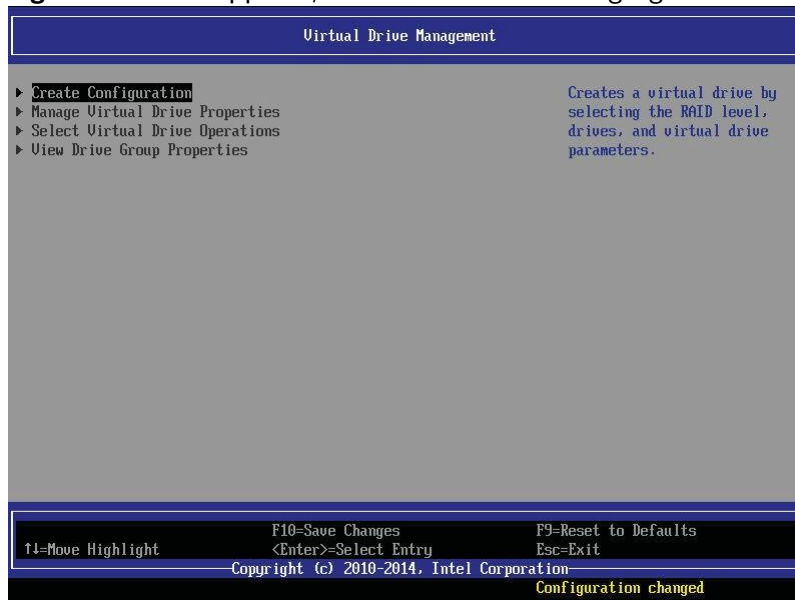 Virtual Drive Management
▶ Create Configuration
▶ Manage Virtual Drive Properties
▶ Select Virtual Drive Operations
▶ View Drive Group Properties
Creates a virtual drive by
selecting the RAID level,
drives, and virtual drive
parameters.
F10=Save Changes F9=Reset to Defaults
↑↓=Move Highlight <Enter>=Select Entry Esc=Exit
Copyright (c) 2010-2014, Intel Corporation
Configuration changed